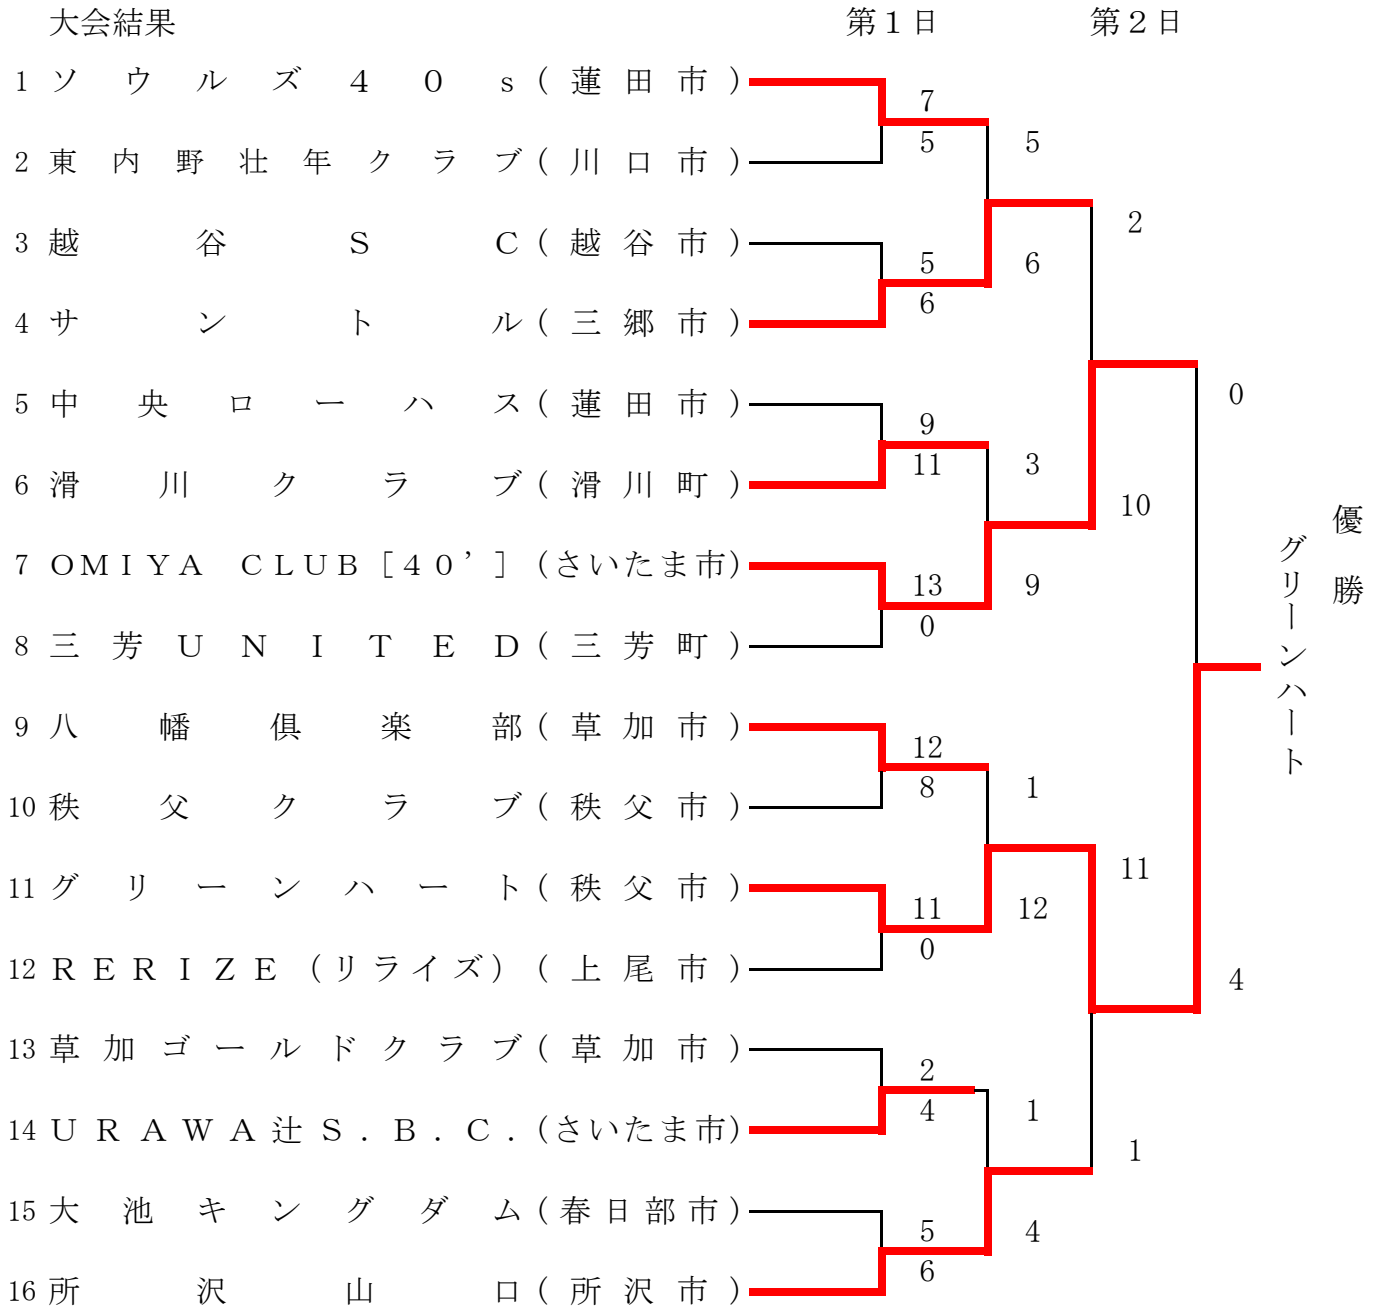 大会結果 第１日 第２日
1 ソウルズ４０ｓ(蓮田市)
7
5 5
2 東内野壮年クラブ(川口市)
2
3 越谷ＳＣ(越谷市)
5 6
6
4 サントル(三郷市)
0
5 中央ローハス(蓮田市)
9
11 3
6 滑川クラブ(滑川町)
10
優勝
グリーンハート
7 ＯＭＩＹＡ ＣＬＵＢ［４０’］(さいたま市)
13 9
0
8 三芳ＵＮＩＴＥＤ(三芳町)
9 八幡倶楽部(草加市)
12
8 1
10 秩父クラブ(秩父市)
11
11 グリーンハート(秩父市)
11 12
0
12 ＲＥＲＩＺＥ（リライズ）(上尾市)
4
13 草加ゴールドクラブ(草加市)
2
4 1
14 ＵＲＡＷＡ辻Ｓ．Ｂ．Ｃ．(さいたま市)
1
15 大池キングダム(春日部市)
5 4
6
16 所沢山口(所沢市)